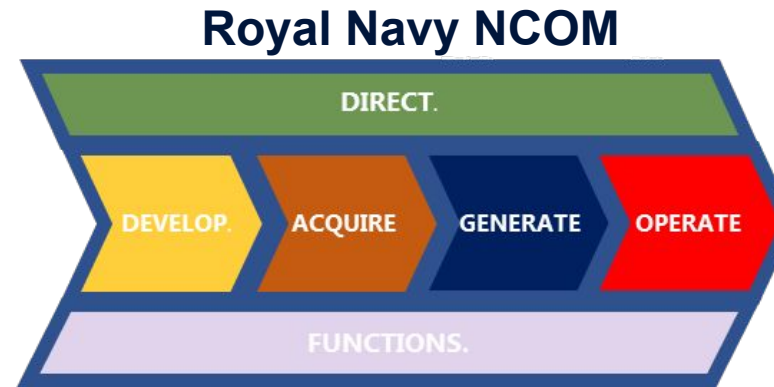 Royal Navy NCOM
DIRECT.
DEVELOP. ACQUIRE GENERATE OPERATE
FUNCTIONS.